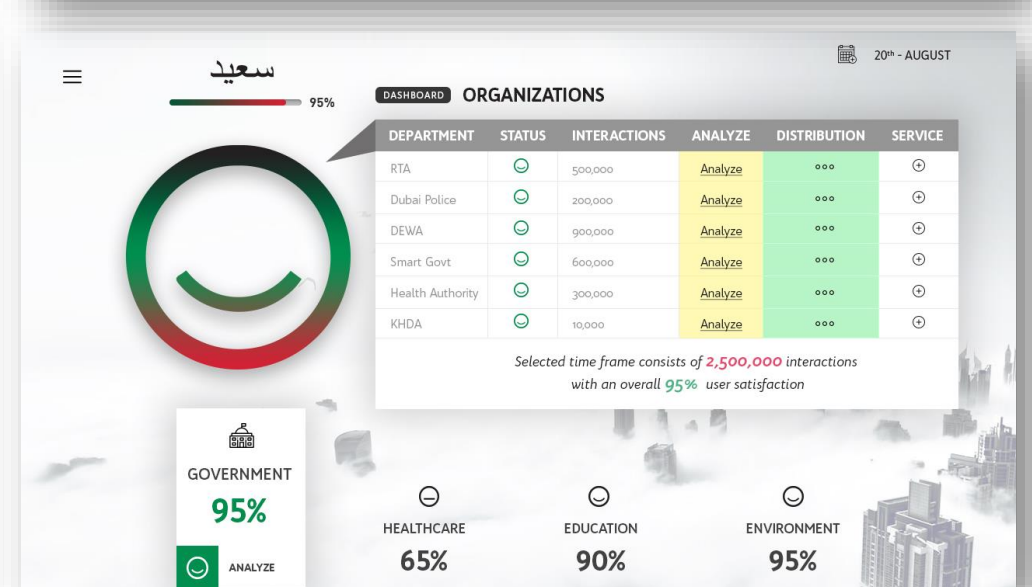 20th - AUGUST
سعيد
95%
DASHBOARD ORGANIZATIONS
DEPARTMENT STATUS INTERACTIONS ANALYZE DISTRIBUTION SERVICE
RTA 500,000 Analyze
Dubai Police 200,000 Analyze
DEWA 900,000 Analyze
Smart Govt 600,000 Analyze
Health Authority 300,000 Analyze
KHDA 10,000 Analyze
Selected time frame consists of 2,500,000 interactions
with an overall 95% user satisfaction
GOVERNMENT
95%
ANALYZE
HEALTHCARE
65%
EDUCATION
90%
ENVIRONMENT
95%